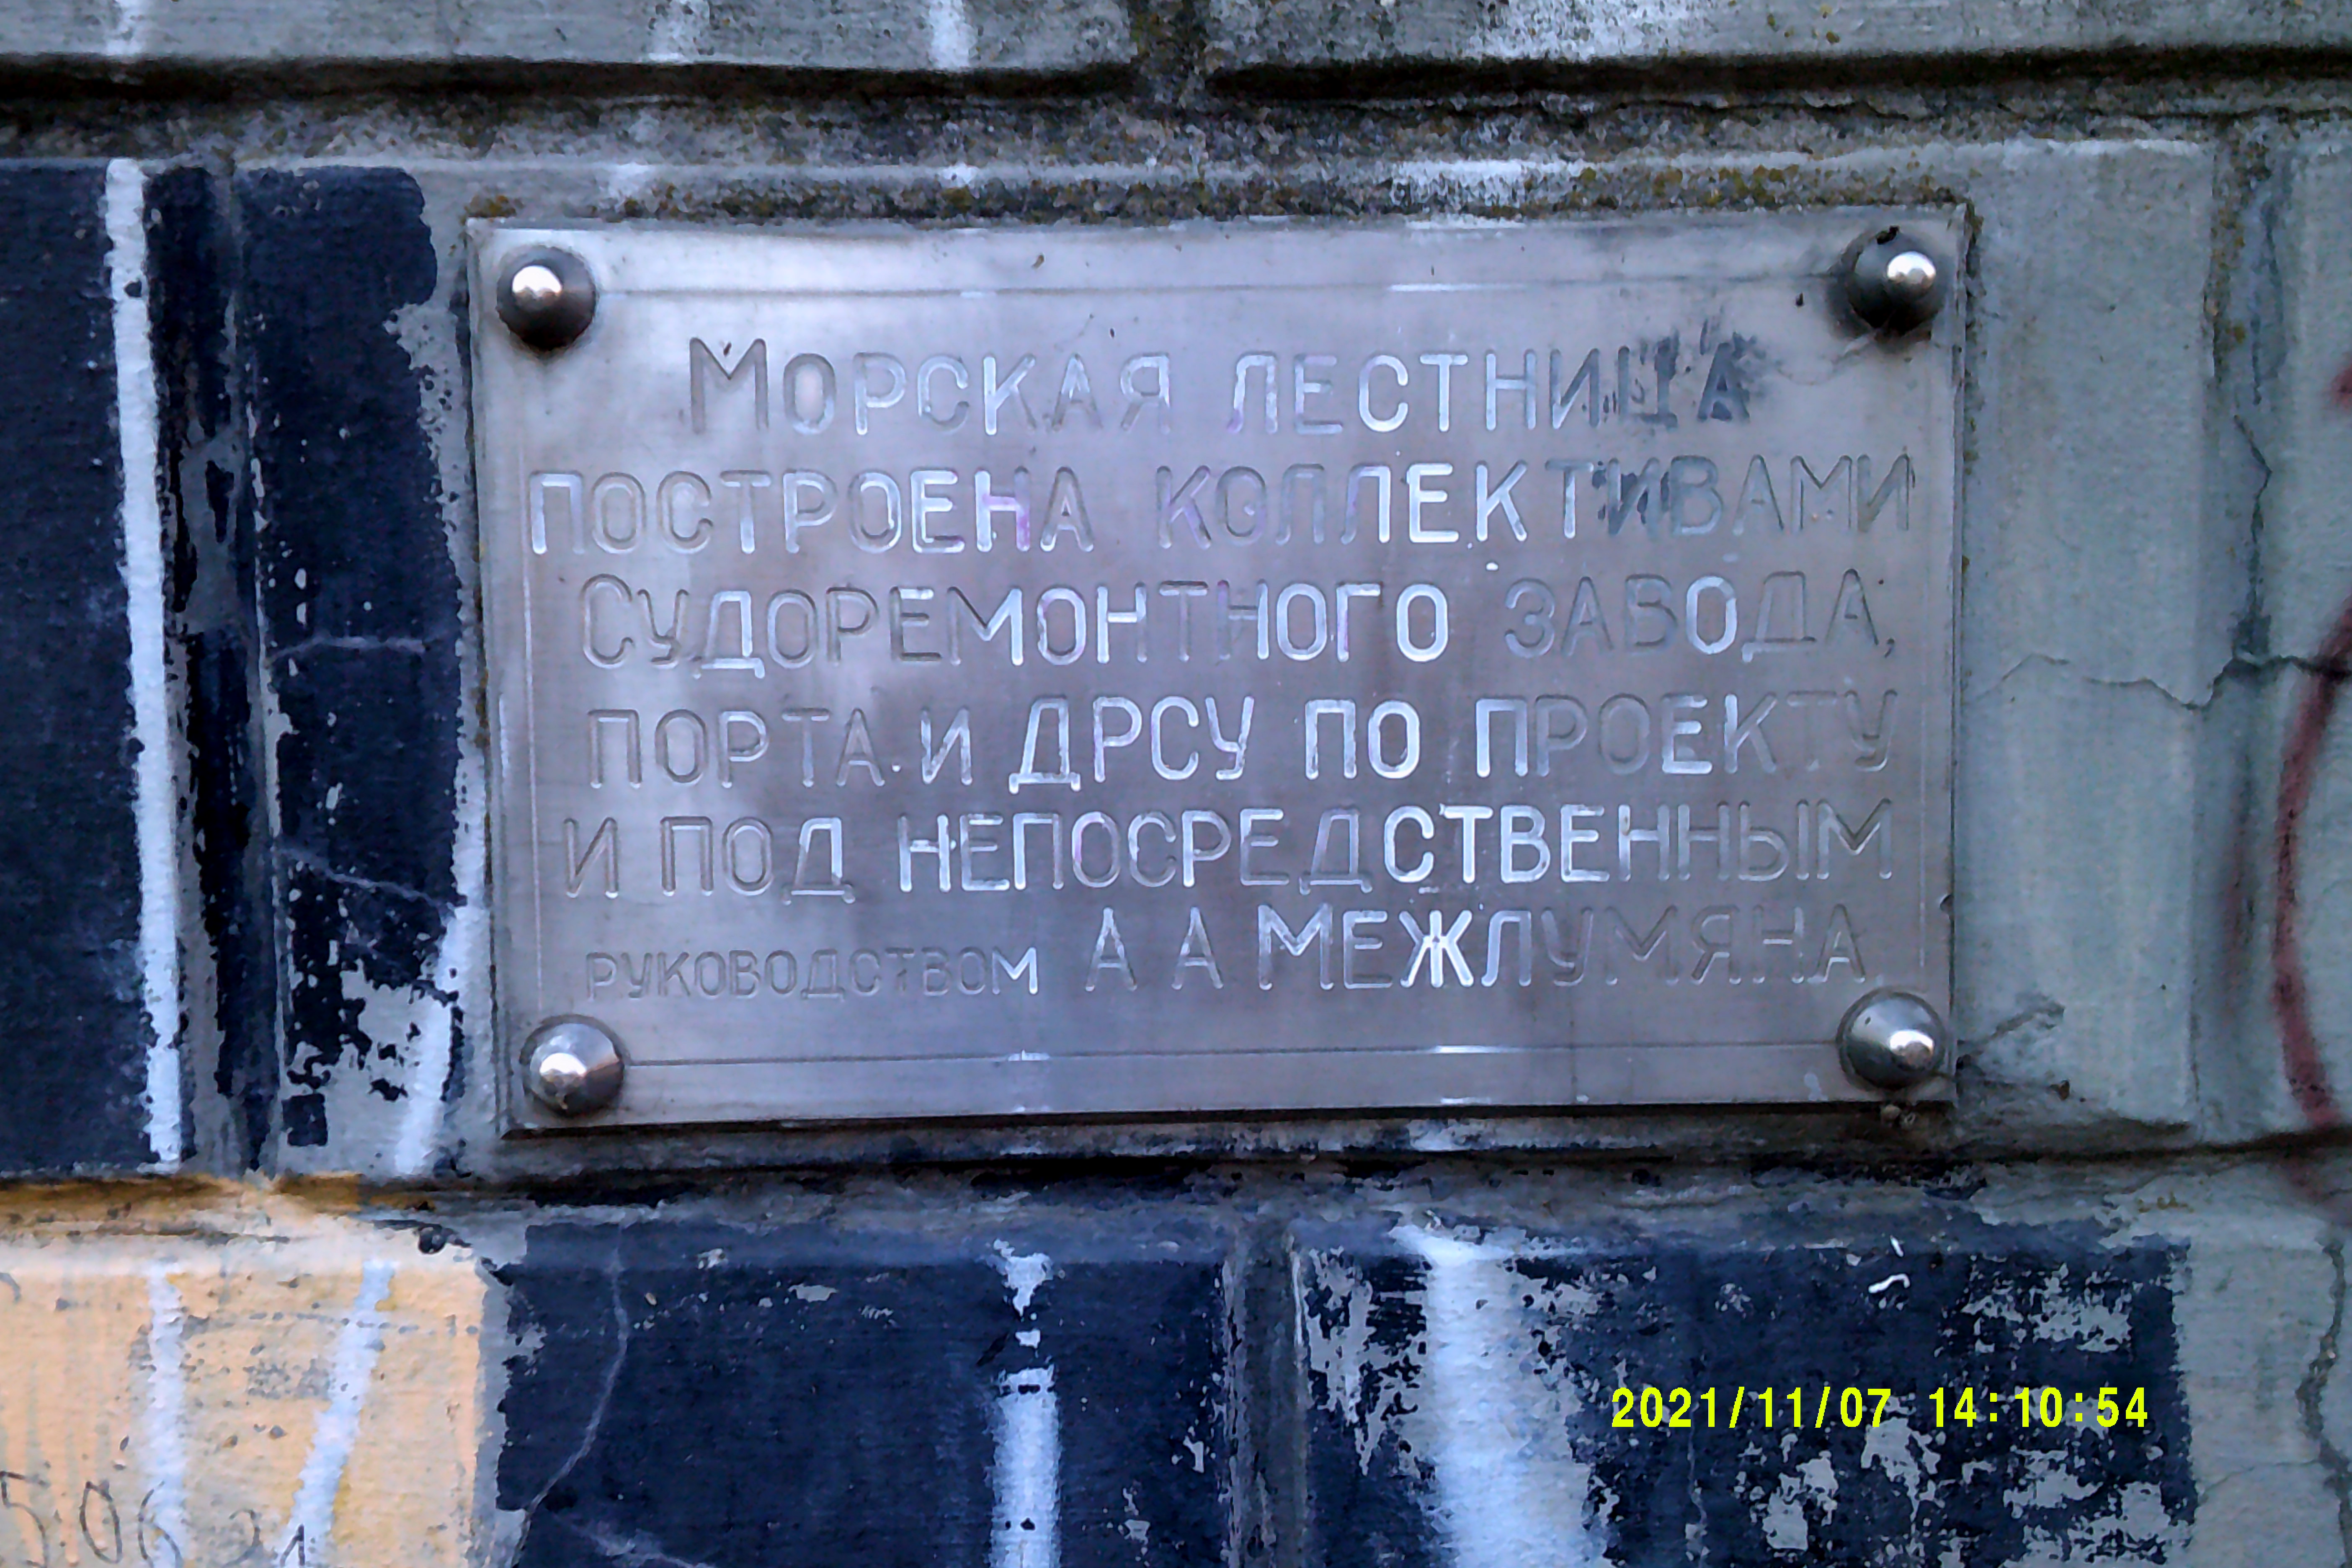 Морская лестница
построена коллективами
Судоремонтного завода,
порта и ДРСУ по проекту
и под непосредственным
руководством А А Межлумяна
2021/11/07 14:10:54